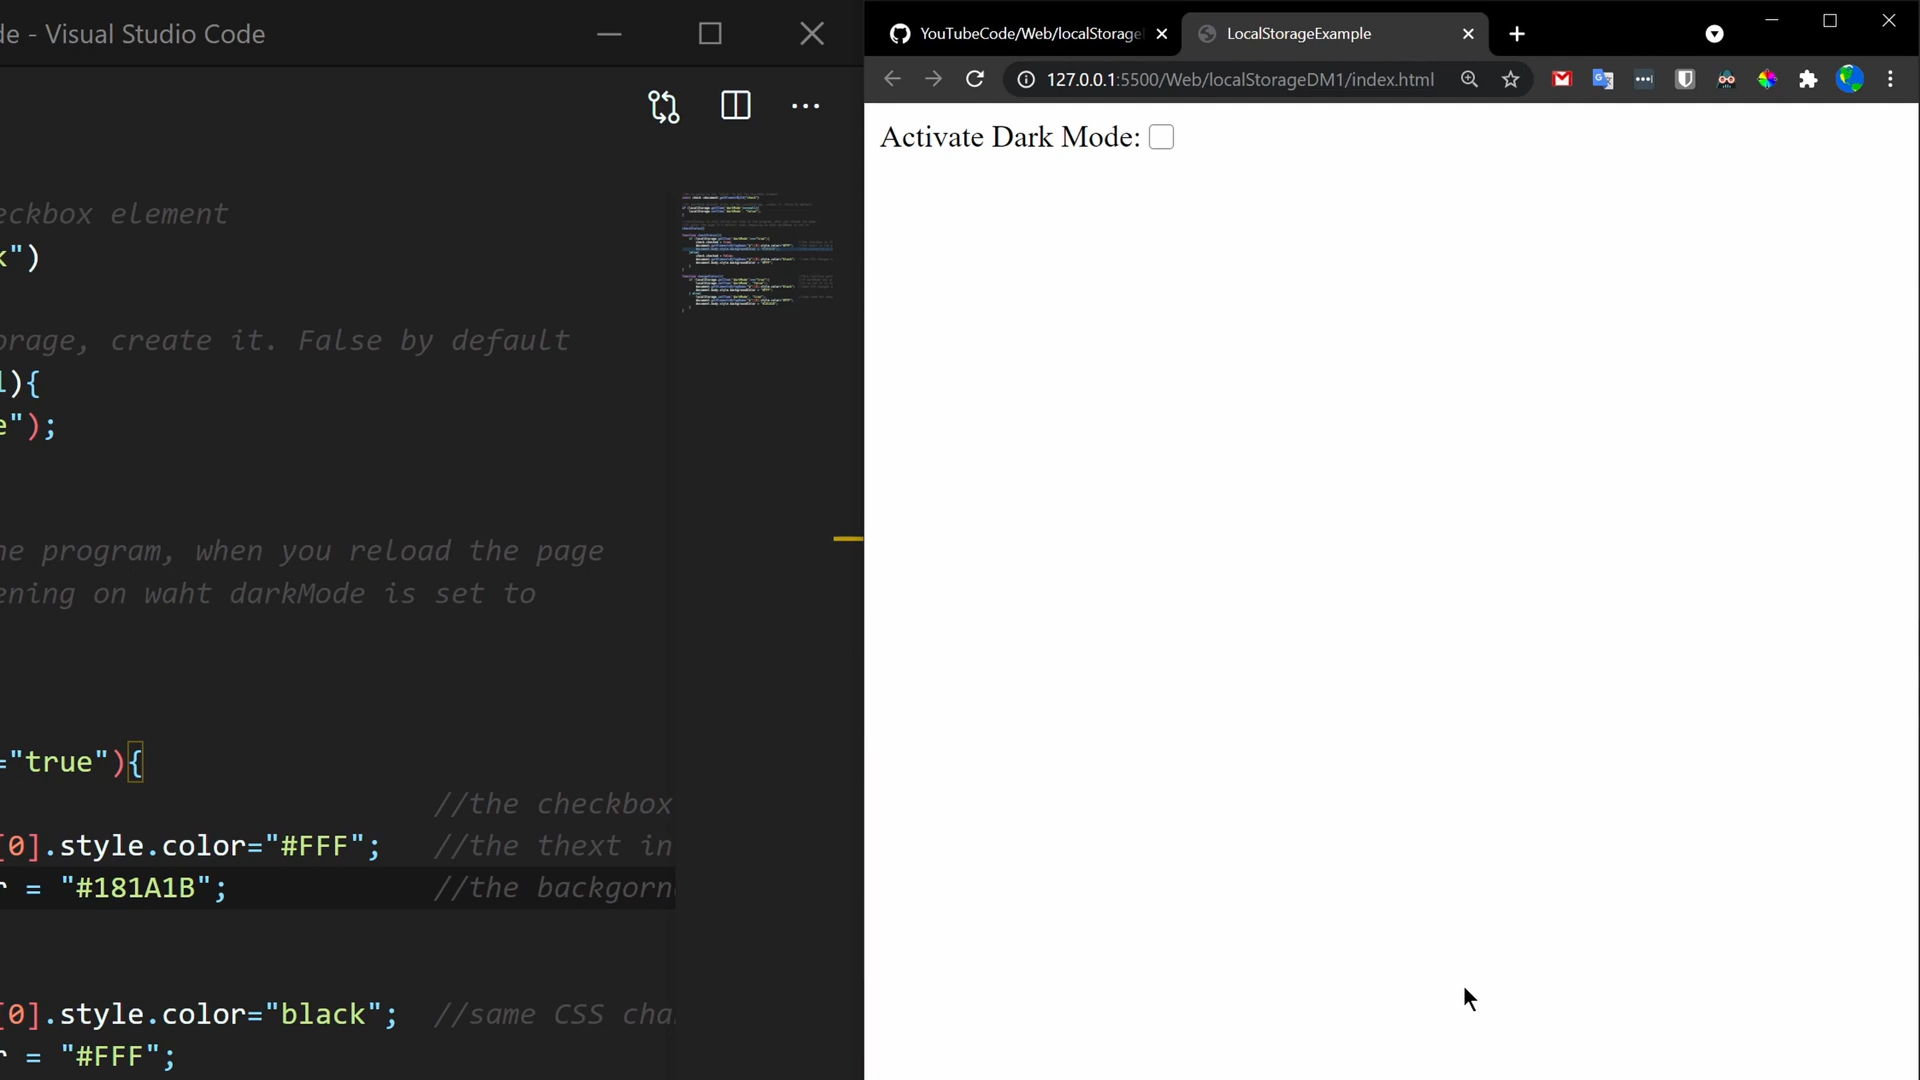 de - Visual Studio Code
eckbox element
k")
orage, create it. False by default
l){
e");
he program, when you reload the page
ening on waht darkMode is set to
="true"){
//the checkbox
[0].style.color="#FFF"; //the thext in
r = "#181A1B"; //the backgorn
[0].style.color="black"; //same CSS cha
r = "#FFF";
YouTubeCode/Web/localStorage
LocalStorageExample
127.0.0.1:5500/Web/localStorageDM1/index.html
Activate Dark Mode: